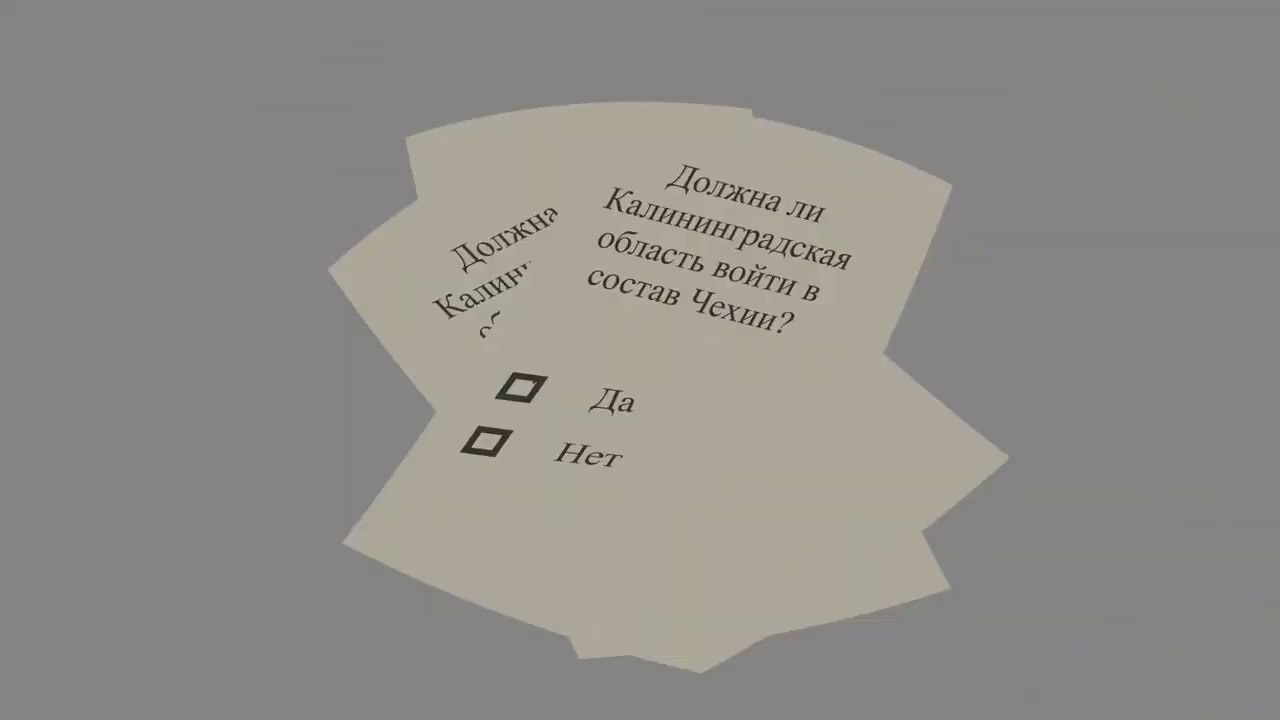 Должна ли
Калининградская
область войти в
состав Чехии?
Да
Нет
Должна